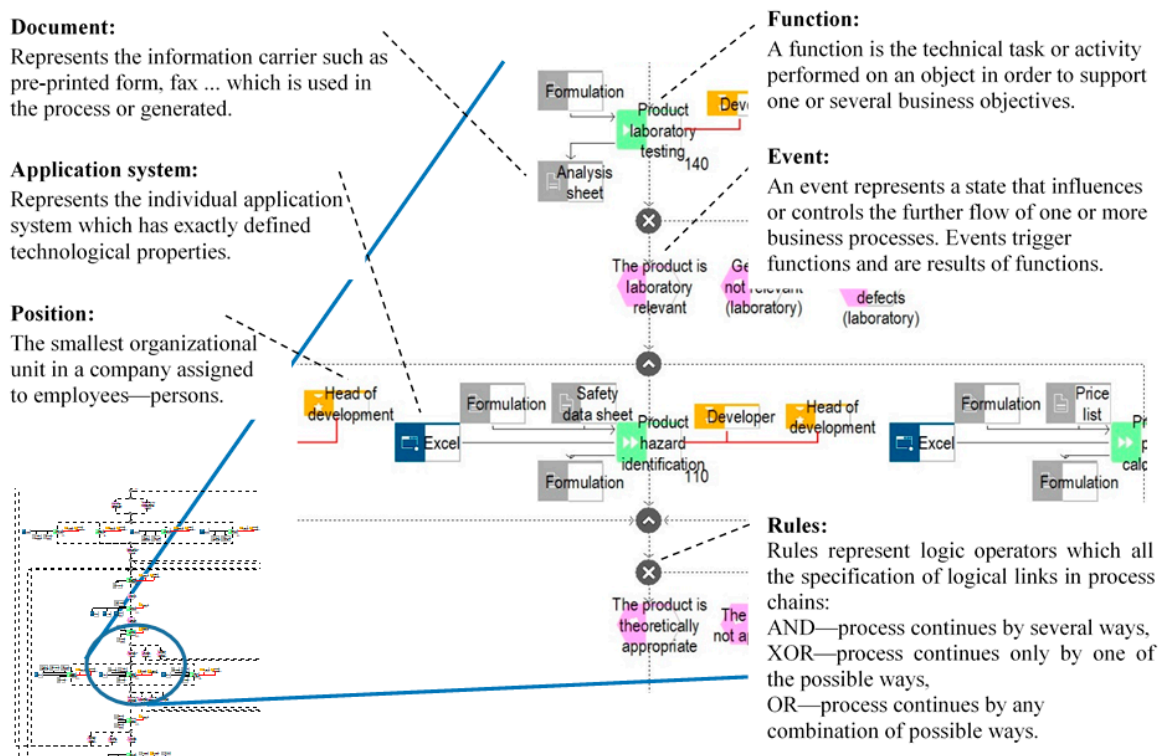 Document:
Represents the information carrier such as
pre-printed form, fax ... which is used in
the process or generated.
Application system:
Represents the individual application
system which has exactly defined
technological properties.
Position:
The smallest organizational
unit in a company assigned
to employees—persons.
Function:
A function is the technical task or activity
performed on an object in order to support
one or several business objectives.
Event:
An event represents a state that influences
or controls the further flow of one or more
business processes. Events trigger
functions and are results of functions.
Formulation
Product
laboratory
testing
140
Analysis
sheet
The product is
laboratory
relevant
not relevant
(laboratory)
defects
(laboratory)
Head of
development
Excel
Formulation
Safety
data sheet
Product
hazard
identification
110
Formulation
Developer
Head of
development
Excel
Formulation
Price
list
Formulation
The product is
theoretically
appropriate
The
Rules:
Rules represent logic operators which all
the specification of logical links in process
chains:
AND—process continues by several ways,
XOR—process continues only by one of
the possible ways,
OR—process continues by any
combination of possible ways.